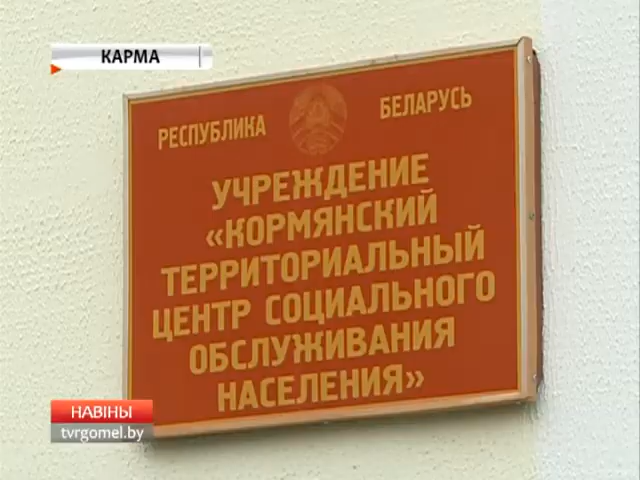 КАРМА
РЕСПУБЛИКА БЕЛАРУСЬ
УЧРЕЖДЕНИЕ
«КОРМЯНСКИЙ
ТЕРРИТОРИАЛЬНЫЙ
ЦЕНТР СОЦИАЛЬНОГО
ОБСЛУЖИВАНИЯ
НАСЕЛЕНИЯ»
НАВІНЫ
tvrgomel.by